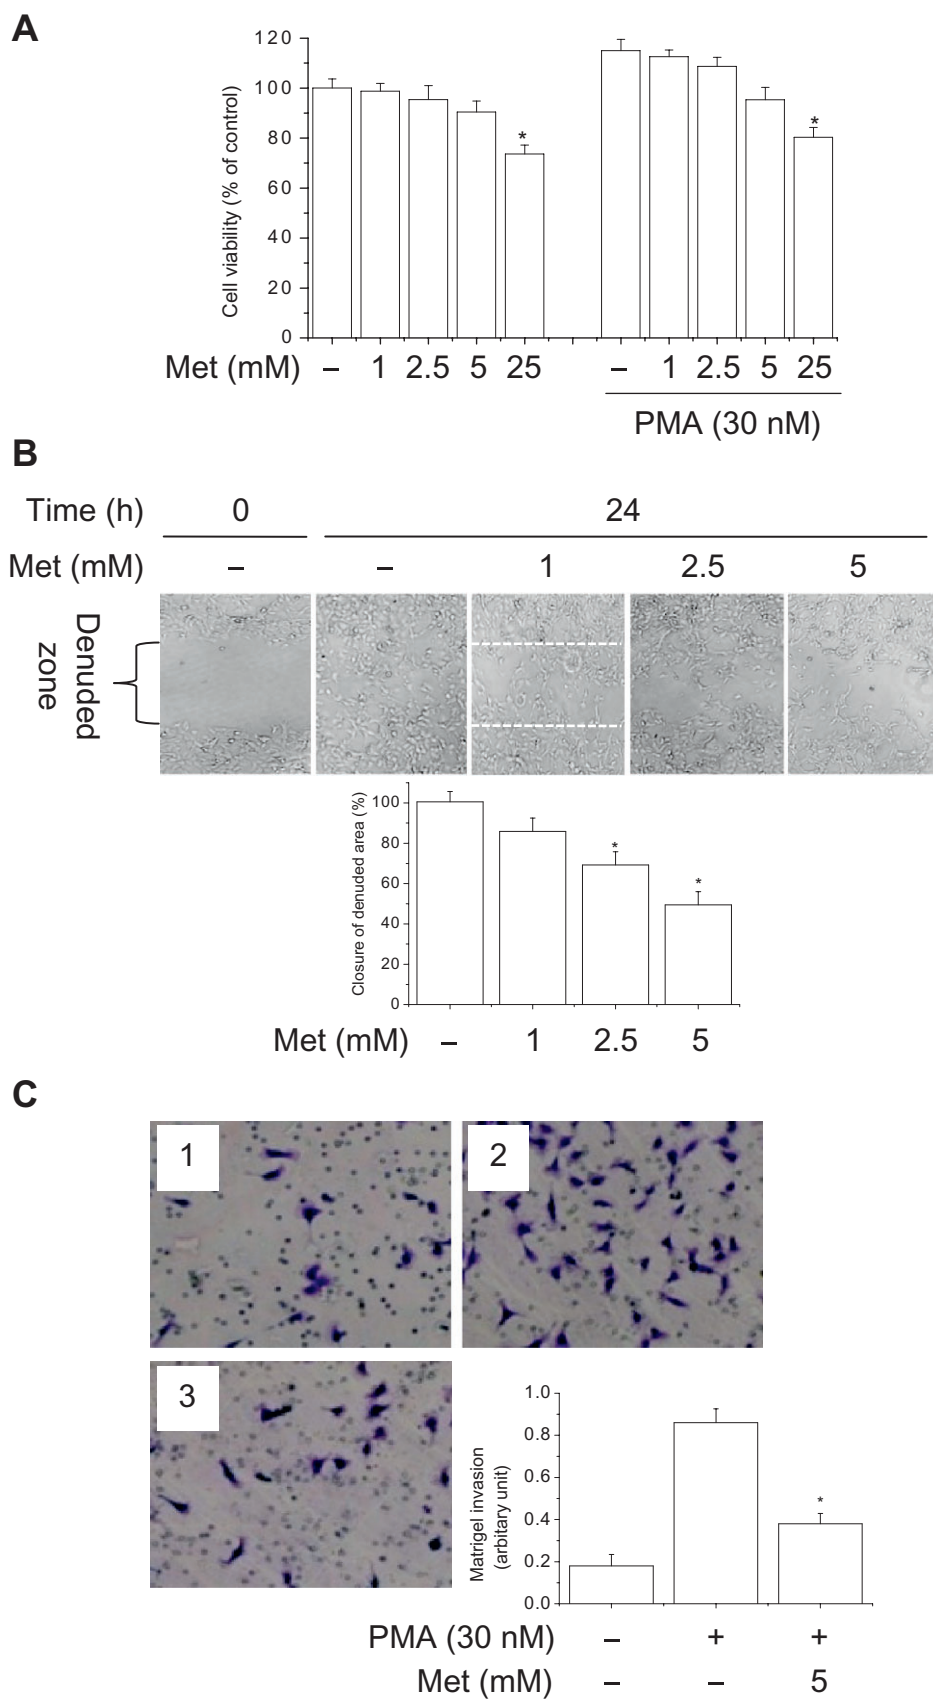 A
Cell viability (% of control)
120
100
80
60
40
20
0
*
*
Met (mM) – 1 2.5 5 25 – 1 2.5 5 25
PMA (30 nM)
B
Time (h) 0 24
Met (mM) – – 1 2.5 5
Denuded
zone
Closure of denuded area (%)
100
80
60
40
20
0
*
*
Met (mM) – 1 2.5 5
C
1
2
3
Matrigel invasion
(arbitary unit)
1.0
0.8
0.6
0.4
0.2
0.0
*
PMA (30 nM) – + +
Met (mM) – – 5